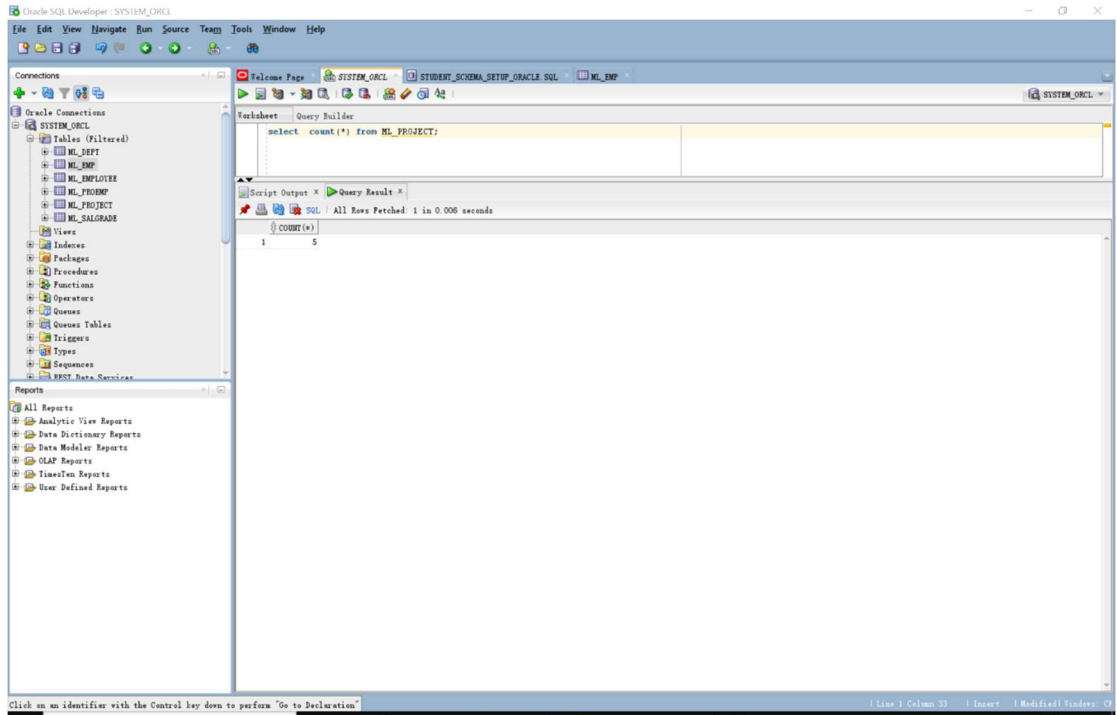 Oracle SQL Developer : SYSTEM_ORCL
File Edit View Navigate Run Source Team Tools Window Help
Connections
Oracle Connections
SYSTEM_ORCL
Tables (Filtered)
ML_DEPT
ML_EMP
ML_EMPLOYEE
ML_PROEMP
ML_PROJECT
ML_SALGRADE
Views
Indexes
Packages
Procedures
Functions
Operators
Queues
Queues Tables
Triggers
Types
Sequences
REST Data Services
Reports
All Reports
Analytic View Reports
Data Dictionary Reports
Data Modeler Reports
OLAP Reports
TimesTen Reports
User Defined Reports
Welcome Page SYSTEM_ORCL STUDENT_SCHEMA_SETUP_ORACLE.SQL ML_EMP
SYSTEM_ORCL
Worksheet Query Builder
select count(*) from ML_PROJECT;
Script Output × Query Result ×
SQL | All Rows Fetched: 1 in 0.006 seconds
COUNT(*)
1 5
Click on an identifier with the Control key down to perform "Go to Declaration"
| Line 1 Column 33 | Insert | Modified| Windows: C